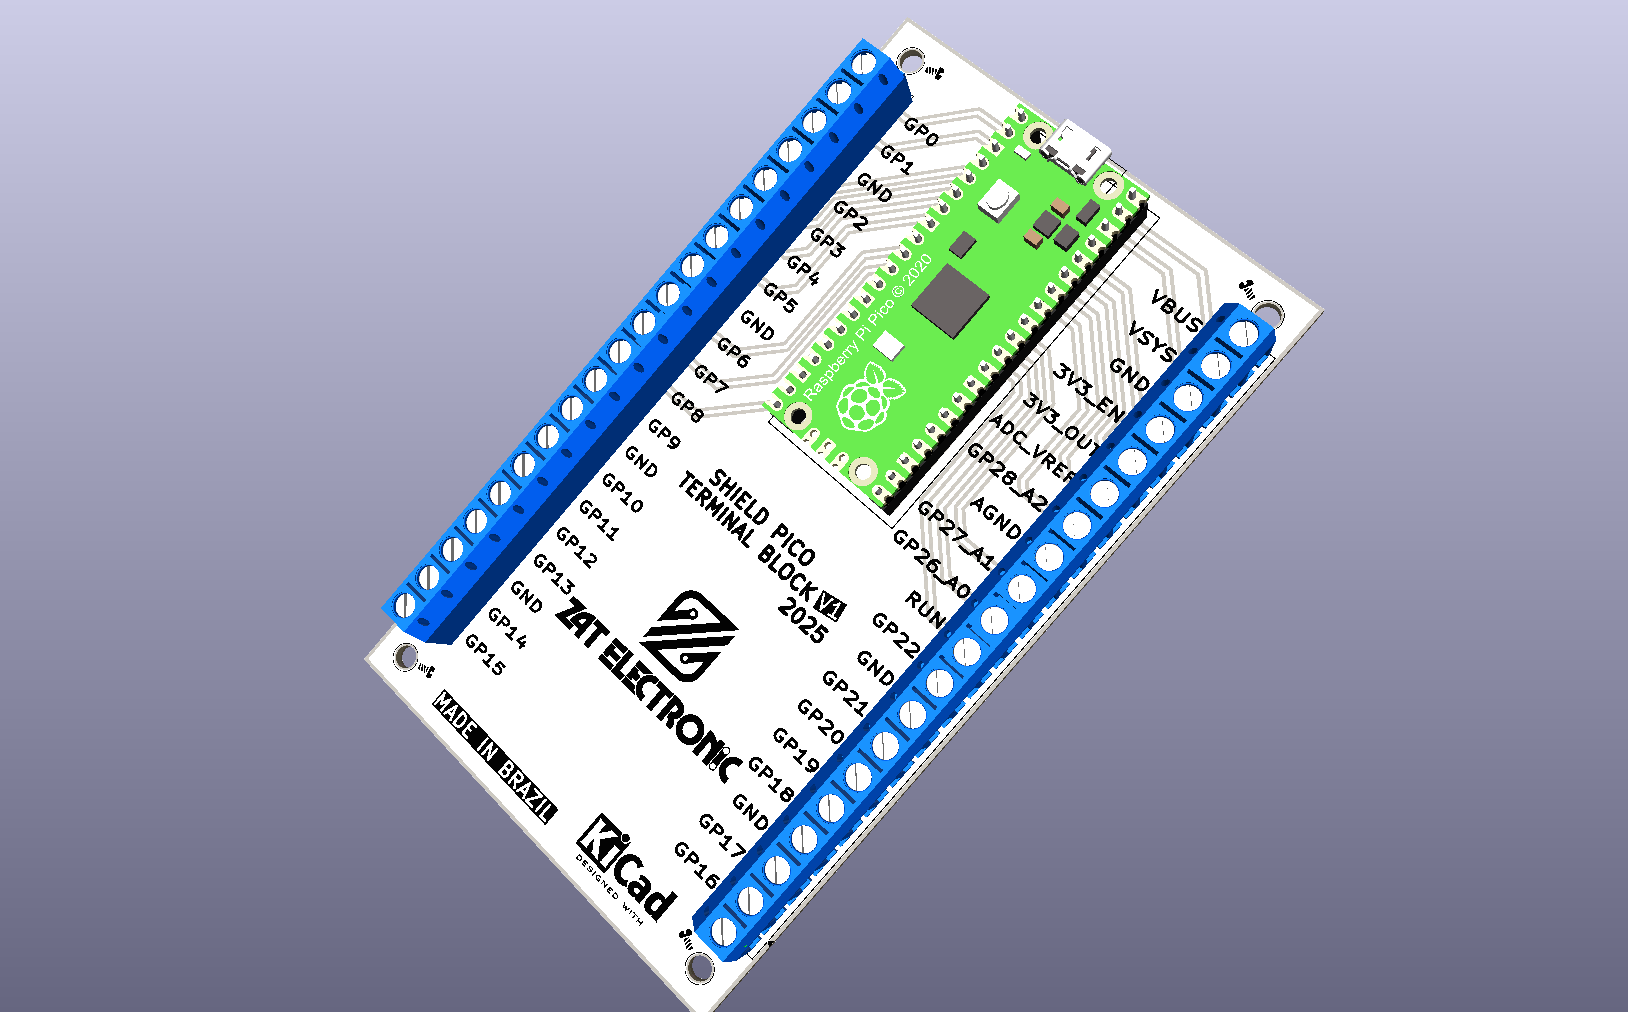 GP0
GP1
GND
GP2
GP3
GP4
GP5
GND
GP6
GP7
GP8
GP9
GND
GP10
GP11
GP12
GP13
GND
GP14
GP15
Raspberry Pi Pico © 2020
VBUS
VSYS
GND
3V3_EN
3V3_OUT
ADC_VREF
GP28_A2
AGND
GP27_A1
GP26_A0
RUN
GP22
GND
GP21
GP20
GP19
GP18
GND
GP17
GP16
SHIELD PICO
TERMINAL BLOCK V1
2025
Z4T ELECTRONIC
MADE IN BRAZIL
KiCad
DESIGNED WITH